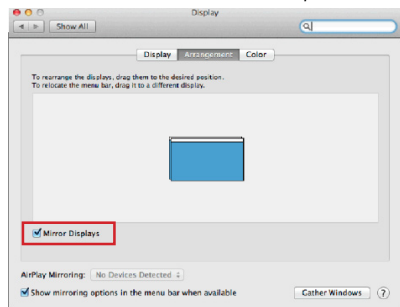 Display
Show All
Display Arrangement Color
To rearrange the displays, drag them to the desired position.
To relocate the menu bar, drag it to a different display.
Mirror Displays
AirPlay Mirroring: No Devices Detected
Show mirroring options in the menu bar when available
Gather Windows ?